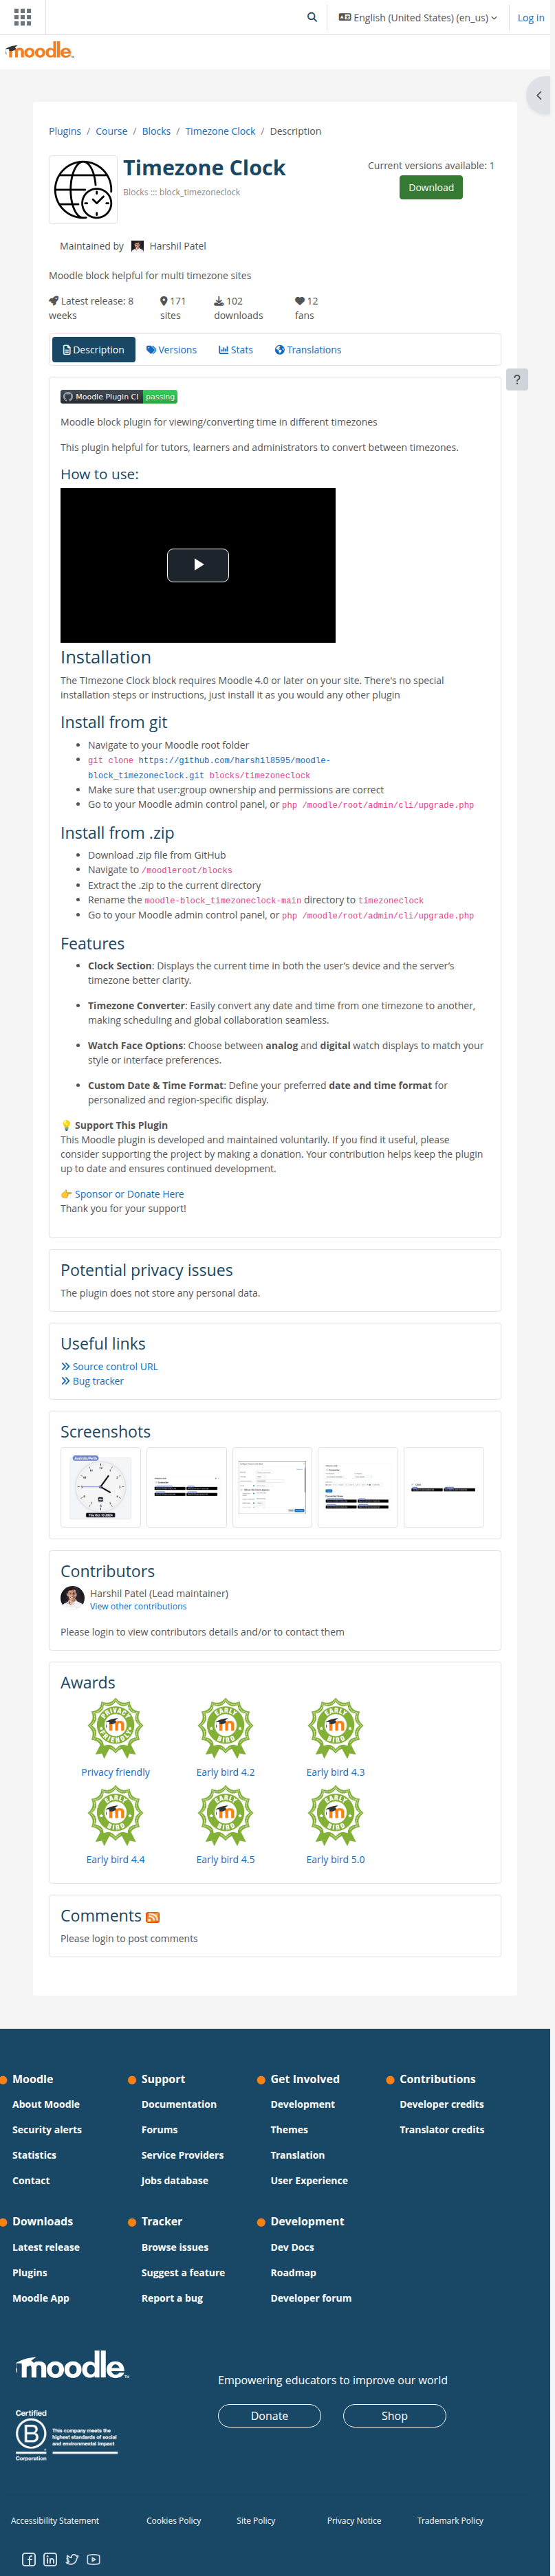 English (United States) (en_us)
Log in
moodle
Plugins / Course / Blocks / Timezone Clock / Description
Timezone Clock
Blocks ::: block_timezoneclock
Current versions available: 1
Download
Maintained by Harshil Patel
Moodle block helpful for multi timezone sites
Latest release: 8
weeks
171
sites
102
downloads
12
fans
Description
Versions
Stats
Translations
?
Moodle Plugin CI passing
Moodle block plugin for viewing/converting time in different timezones
This plugin helpful for tutors, learners and administrators to convert between timezones.
How to use:
Installation
The TImezone Clock block requires Moodle 4.0 or later on your site. There's no special
installation steps or instructions, just install it as you would any other plugin
Install from git
Navigate to your Moodle root folder
git clone https://github.com/harshil8595/moodle-
block_timezoneclock.git blocks/timezoneclock
Make sure that user:group ownership and permissions are correct
Go to your Moodle admin control panel, or php /moodle/root/admin/cli/upgrade.php
Install from .zip
Download .zip file from GitHub
Navigate to /moodleroot/blocks
Extract the .zip to the current directory
Rename the moodle-block_timezoneclock-main directory to timezoneclock
Go to your Moodle admin control panel, or php /moodle/root/admin/cli/upgrade.php
Features
Clock Section: Displays the current time in both the user's device and the server's
timezone better clarity.
Timezone Converter: Easily convert any date and time from one timezone to another,
making scheduling and global collaboration seamless.
Watch Face Options: Choose between analog and digital watch displays to match your
style or interface preferences.
Custom Date & Time Format: Define your preferred date and time format for
personalized and region-specific display.
💡 Support This Plugin
This Moodle plugin is developed and maintained voluntarily. If you find it useful, please
consider supporting the project by making a donation. Your contribution helps keep the plugin
up to date and ensures continued development.
👉 Sponsor or Donate Here
Thank you for your support!
Potential privacy issues
The plugin does not store any personal data.
Useful links
Source control URL
Bug tracker
Screenshots
Contributors
Harshil Patel (Lead maintainer)
View other contributions
Please login to view contributors details and/or to contact them
Awards
PRIVACY FRIENDLY
EARLY BIRD
EARLY BIRD
Privacy friendly
Early bird 4.2
Early bird 4.3
EARLY BIRD
EARLY BIRD
EARLY BIRD
Early bird 4.4
Early bird 4.5
Early bird 5.0
Comments
Please login to post comments
Moodle
About Moodle
Security alerts
Statistics
Contact
Support
Documentation
Forums
Service Providers
Jobs database
Get Involved
Development
Themes
Translation
User Experience
Contributions
Developer credits
Translator credits
Downloads
Latest release
Plugins
Moodle App
Tracker
Browse issues
Suggest a feature
Report a bug
Development
Dev Docs
Roadmap
Developer forum
moodle
Empowering educators to improve our world
Donate
Shop
Certified
B
Corporation
This company meets the
highest standards of social
and environmental impact
Accessibility Statement
Cookies Policy
Site Policy
Privacy Notice
Trademark Policy